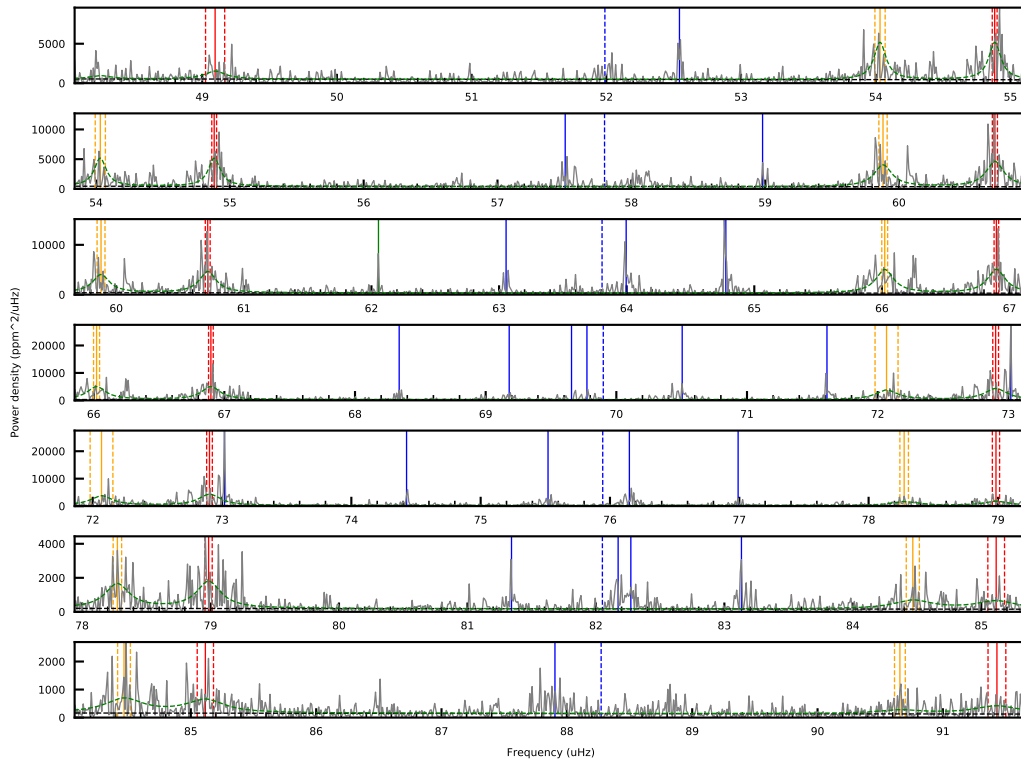 5000
0
49 50 51 52 53 54 55
10000
5000
0
54 55 56 57 58 59 60
10000
0
60 61 62 63 64 65 66 67
20000
10000
0
66 67 68 69 70 71 72 73
20000
10000
0
72 73 74 75 76 77 78 79
4000
2000
0
78 79 80 81 82 83 84 85
2000
1000
0
85 86 87 88 89 90 91
Power density (ppm^2/uHz)
Frequency (uHz)